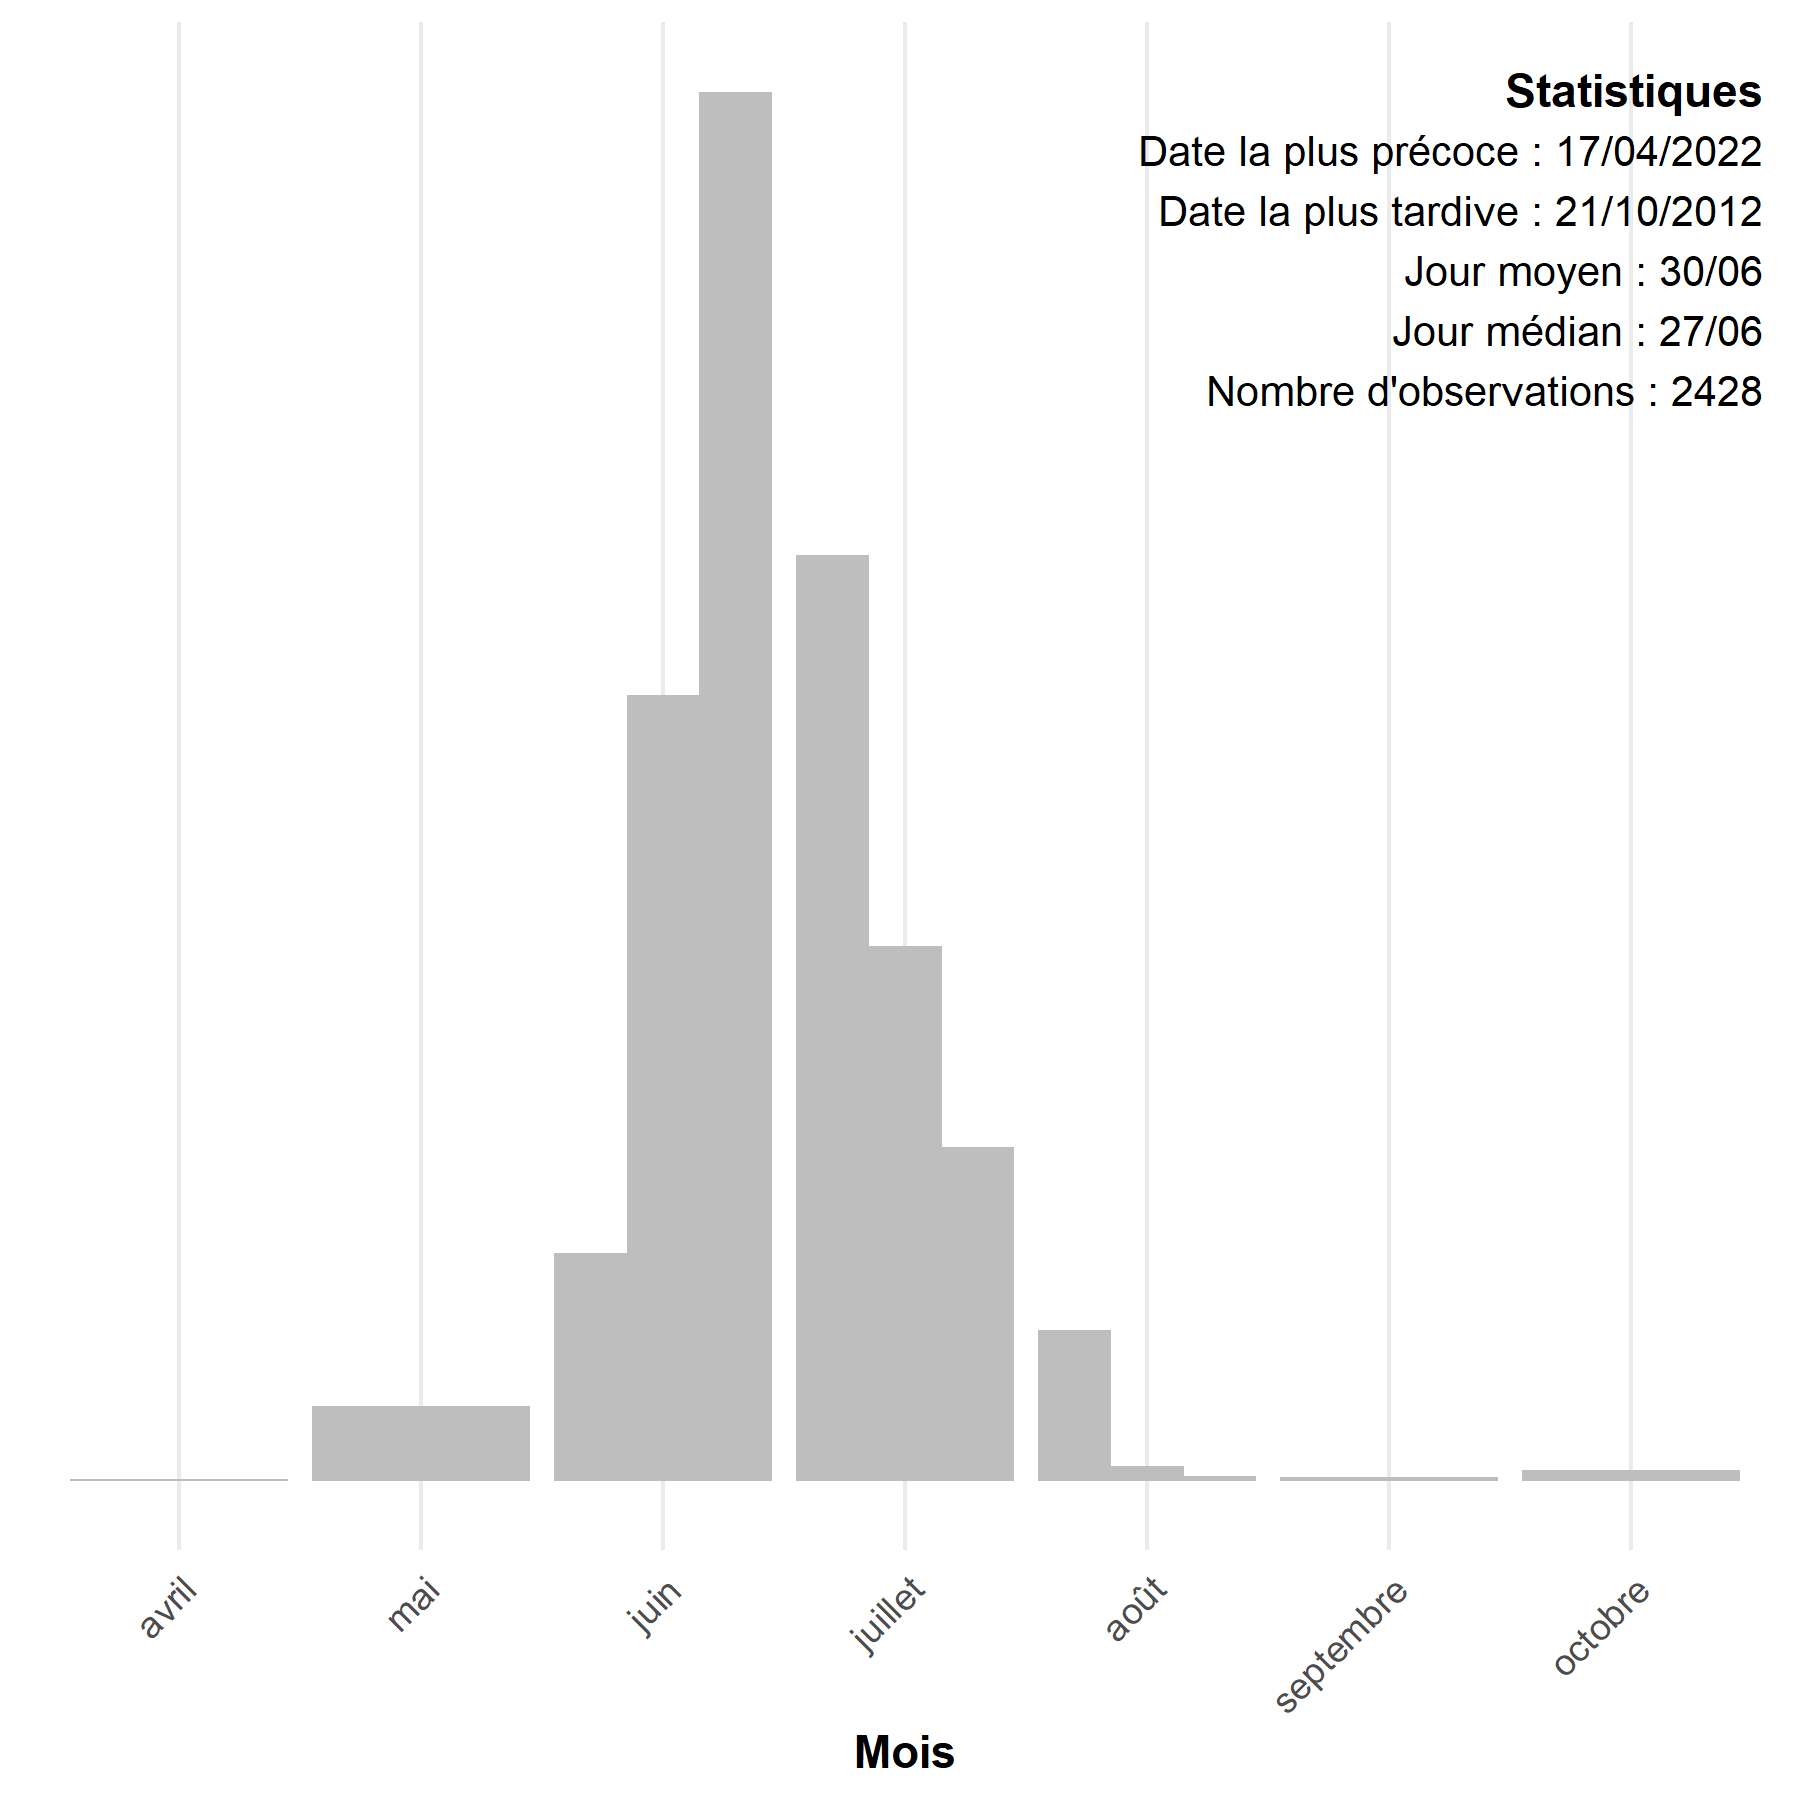 Statistiques
Date la plus précoce : 17/04/2022
Date la plus tardive : 21/10/2012
Jour moyen : 30/06
Jour médian : 27/06
Nombre d'observations : 2428
avril
mai
juin
juillet
août
septembre
octobre
Mois